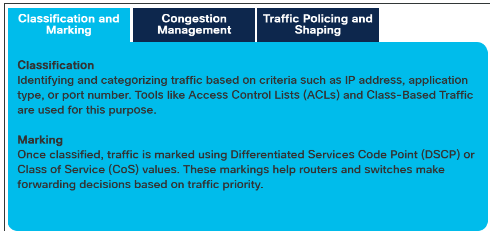 Classification and
Marking
Congestion
Management
Traffic Policing and
Shaping
Classification
Identifying and categorizing traffic based on criteria such as IP address, application
type, or port number. Tools like Access Control Lists (ACLs) and Class-Based Traffic
are used for this purpose.
Marking
Once classified, traffic is marked using Differentiated Services Code Point (DSCP) or
Class of Service (CoS) values. These markings help routers and switches make
forwarding decisions based on traffic priority.